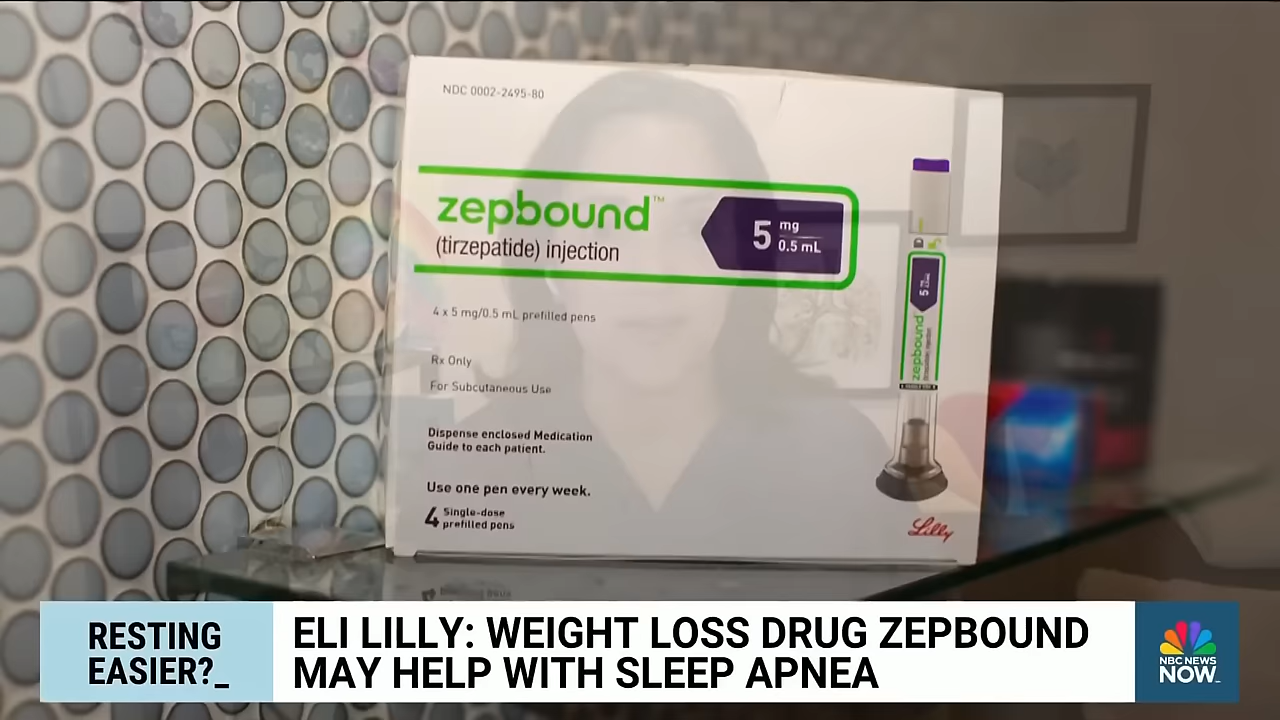 NDC 0002-2495-80
zepbound™
(tirzepatide) injection
5 mg
0.5 mL
4 x 5 mg/0.5 mL prefilled pens
Rx Only
For Subcutaneous Use
Dispense enclosed Medication
Guide to each patient.
Use one pen every week.
4 Single-dose
prefilled pens
zepbound
5
Lilly
RESTING
EASIER?_
ELI LILLY: WEIGHT LOSS DRUG ZEPBOUND
MAY HELP WITH SLEEP APNEA
NBC NEWS
NOW_